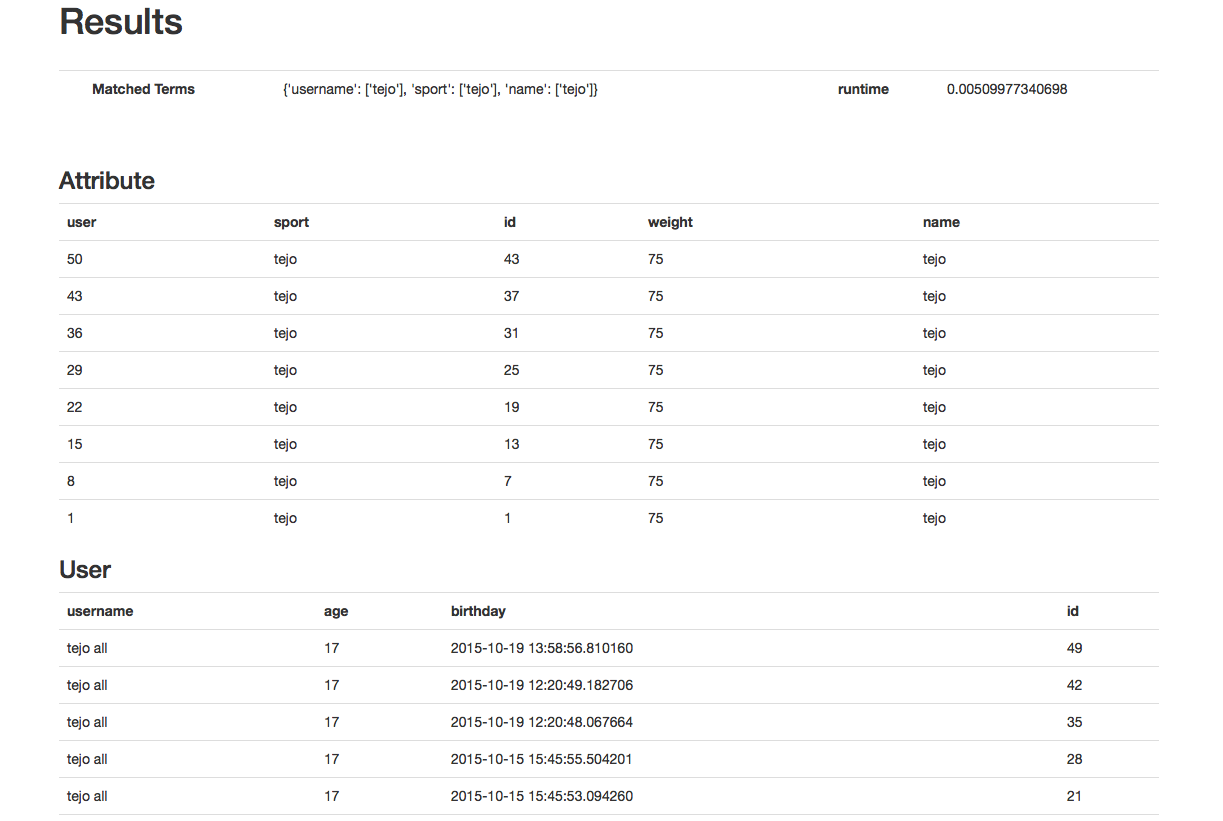 Results
Matched Terms {'username': ['tejo'], 'sport': ['tejo'], 'name': ['tejo']} runtime 0.00509977340698
Attribute
user sport id weight name
50 tejo 43 75 tejo
43 tejo 37 75 tejo
36 tejo 31 75 tejo
29 tejo 25 75 tejo
22 tejo 19 75 tejo
15 tejo 13 75 tejo
8 tejo 7 75 tejo
1 tejo 1 75 tejo
User
username age birthday id
tejo all 17 2015-10-19 13:58:56.810160 49
tejo all 17 2015-10-19 12:20:49.182706 42
tejo all 17 2015-10-19 12:20:48.067664 35
tejo all 17 2015-10-15 15:45:55.504201 28
tejo all 17 2015-10-15 15:45:53.094260 21